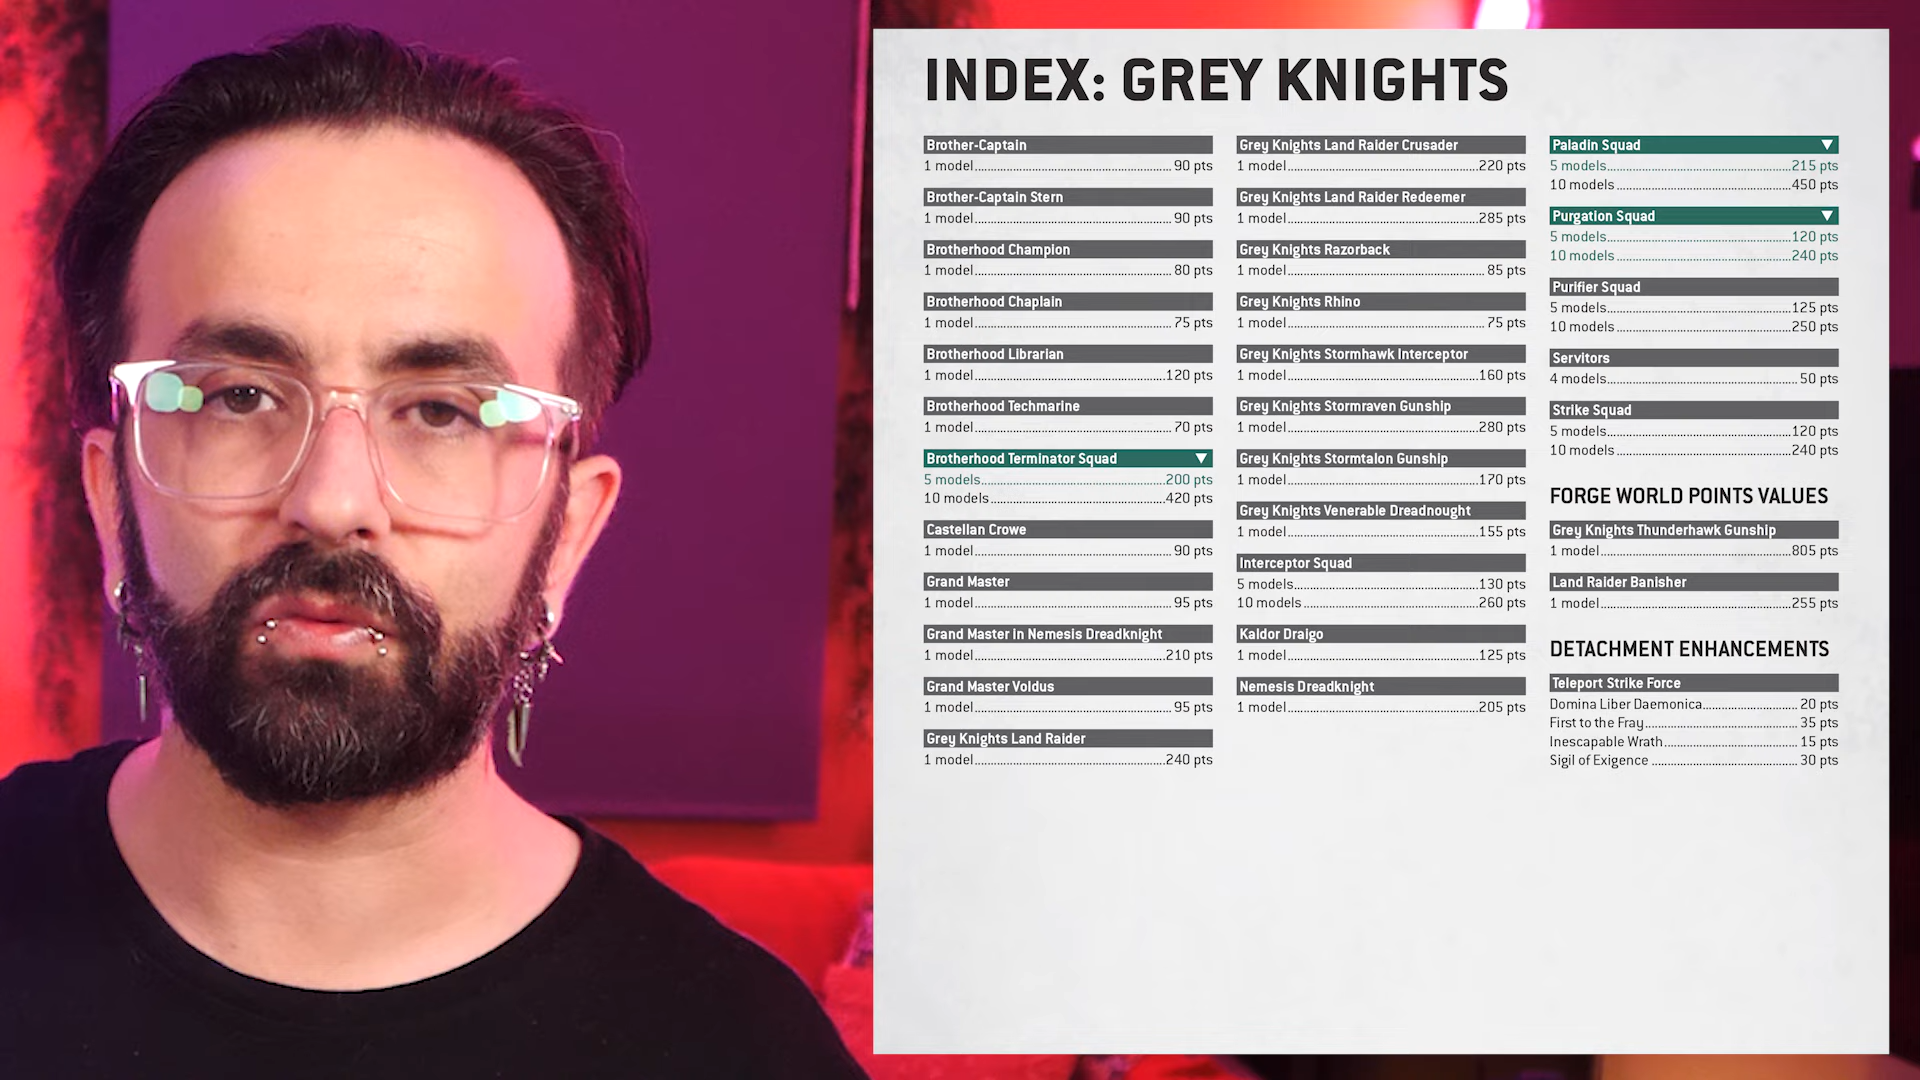 INDEX: GREY KNIGHTS
Brother-Captain
1 model 90 pts
Brother-Captain Stern
1 model 90 pts
Brotherhood Champion
1 model 80 pts
Brotherhood Chaplain
1 model 75 pts
Brotherhood Librarian
1 model 120 pts
Brotherhood Techmarine
1 model 70 pts
Brotherhood Terminator Squad ▼
5 models 200 pts
10 models 420 pts
Castellan Crowe
1 model 90 pts
Grand Master
1 model 95 pts
Grand Master in Nemesis Dreadknight
1 model 210 pts
Grand Master Voldus
1 model 95 pts
Grey Knights Land Raider
1 model 240 pts
Grey Knights Land Raider Crusader
1 model 220 pts
Grey Knights Land Raider Redeemer
1 model 285 pts
Grey Knights Razorback
1 model 85 pts
Grey Knights Rhino
1 model 75 pts
Grey Knights Stormhawk Interceptor
1 model 160 pts
Grey Knights Stormraven Gunship
1 model 280 pts
Grey Knights Stormtalon Gunship
1 model 170 pts
Grey Knights Venerable Dreadnought
1 model 155 pts
Interceptor Squad
5 models 130 pts
10 models 260 pts
Kaldor Draigo
1 model 125 pts
Nemesis Dreadknight
1 model 205 pts
Paladin Squad ▼
5 models 215 pts
10 models 450 pts
Purgation Squad ▼
5 models 120 pts
10 models 240 pts
Purifier Squad
5 models 125 pts
10 models 250 pts
Servitors
4 models 50 pts
Strike Squad
5 models 120 pts
10 models 240 pts
FORGE WORLD POINTS VALUES
Grey Knights Thunderhawk Gunship
1 model 805 pts
Land Raider Banisher
1 model 255 pts
DETACHMENT ENHANCEMENTS
Teleport Strike Force
Domina Liber Daemonica 20 pts
First to the Fray 35 pts
Inescapable Wrath 15 pts
Sigil of Exigence 30 pts